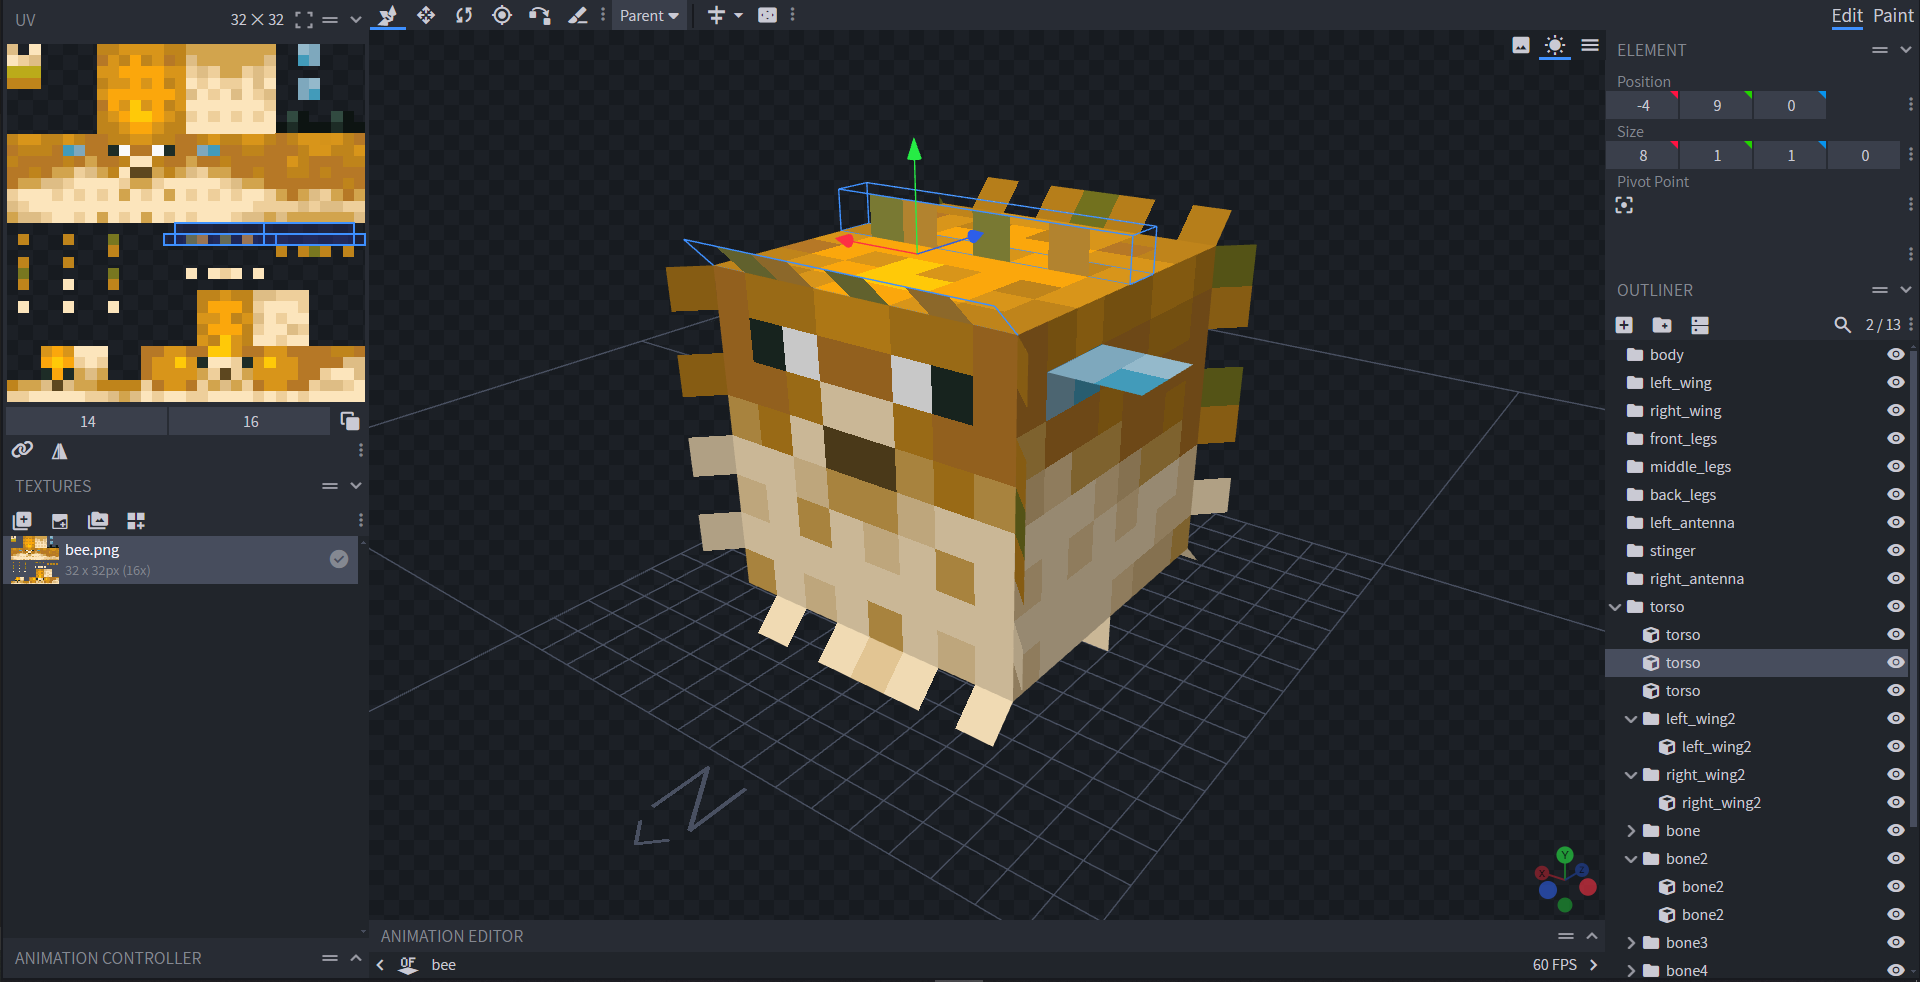 UV
32 × 32
Parent
Edit
Paint
ELEMENT
Position
-4
9
0
Size
8
1
1
0
Pivot Point
14
16
TEXTURES
bee.png
32 x 32px (16x)
OUTLINER
2 / 13
body
left_wing
right_wing
front_legs
middle_legs
back_legs
left_antenna
stinger
right_antenna
torso
torso
torso
torso
left_wing2
left_wing2
right_wing2
right_wing2
bone
bone2
bone2
bone2
bone3
bone4
N
Y
X
Z
ANIMATION EDITOR
OF
bee
60 FPS
ANIMATION CONTROLLER